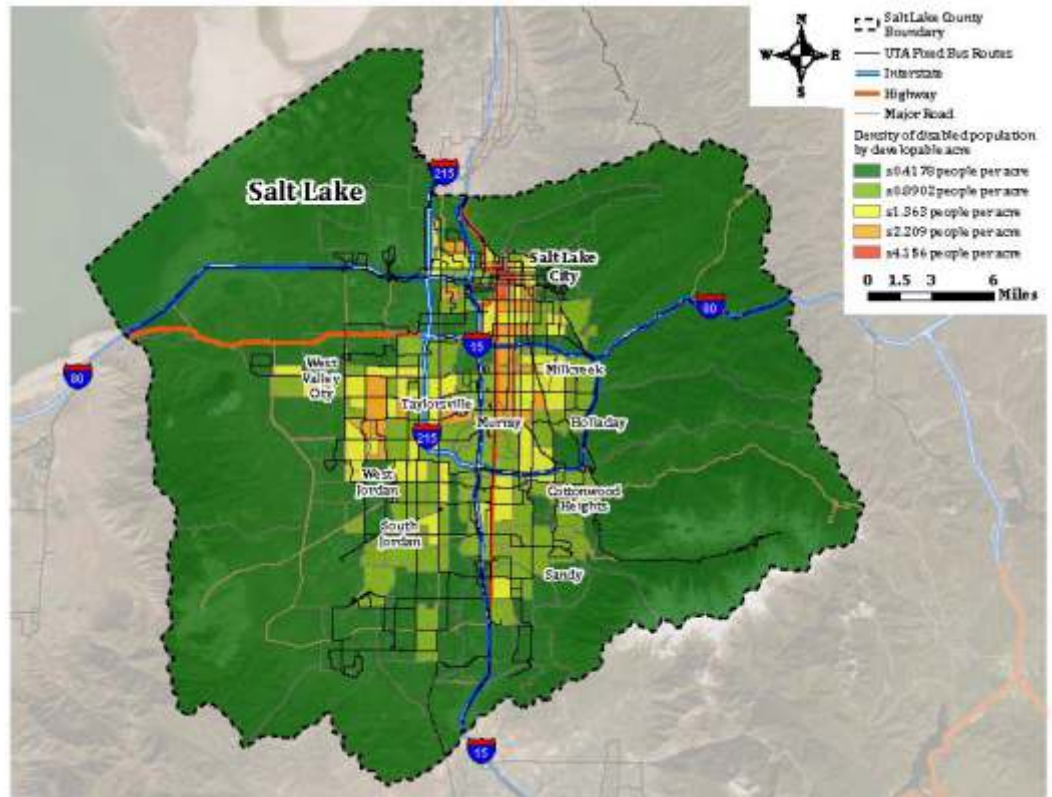 N
W E
S
Salt Lake County
Boundary
UTA Fixed Bus Routes
Interstate
Highway
Major Road
Density of disabled population
by developable acre
≤0.4178 people per acre
≤0.8902 people per acre
≤1.363 people per acre
≤2.209 people per acre
≤4.156 people per acre
0 1.5 3 6
Miles
215
Salt Lake
Salt Lake
City
80
15
80
West
Valley
City
Millcreek
Taylorsville
Murray
Holladay
215
West
Jordan
Cottonwood
Heights
South
Jordan
Sandy
15